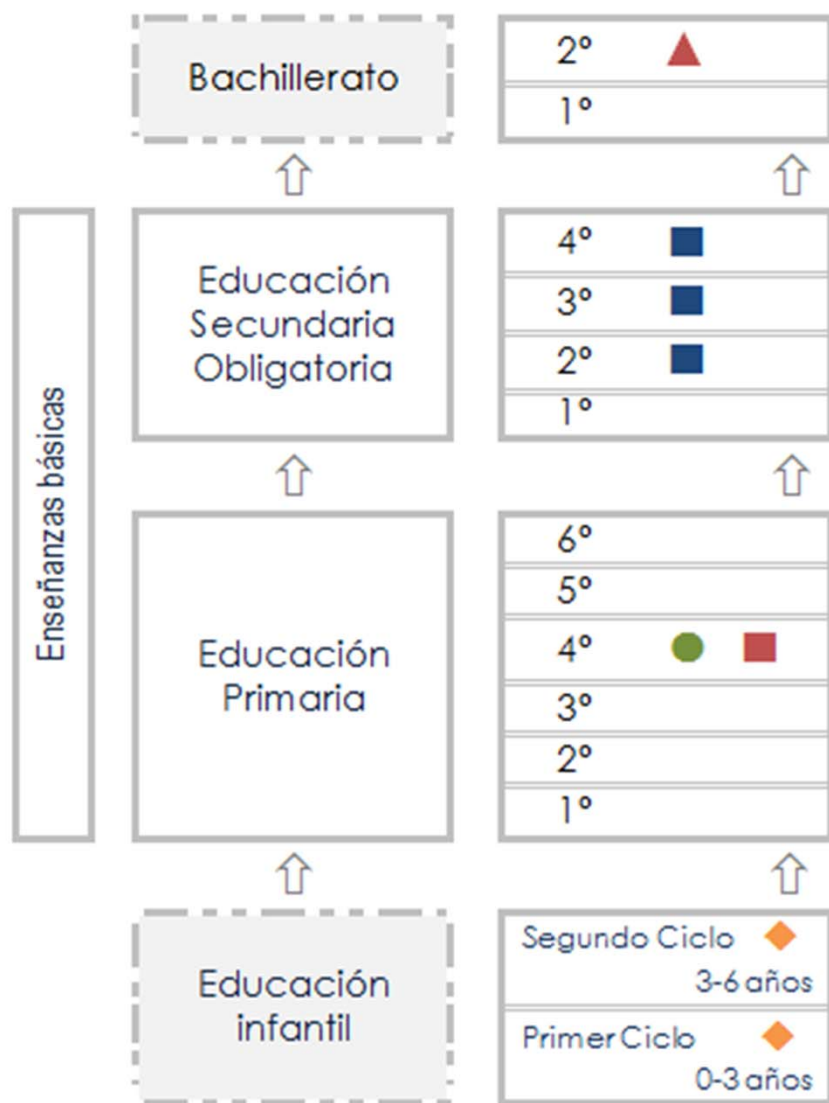 Bachillerato
2º
1º
Enseñanzas básicas
Educación
Secundaria
Obligatoria
4º
3º
2º
1º
Educación
Primaria
6º
5º
4º
3º
2º
1º
Educación
infantil
Segundo Ciclo
3-6 años
Primer Ciclo
0-3 años